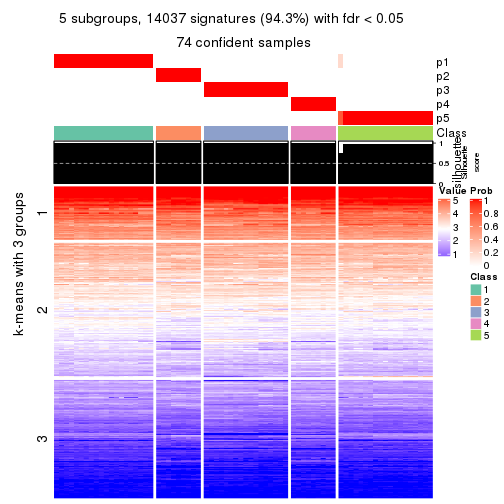 5 subgroups, 14037 signatures (94.3%) with fdr < 0.05
74 confident samples
p1
p2
p3
p4
p5
Class
1
0.5
0
silhouette
Silhouette
score
k-means with 3 groups
1
2
3
Value
5
4
3
2
1
Prob
1
0.8
0.6
0.4
0.2
0
Class
1
2
3
4
5